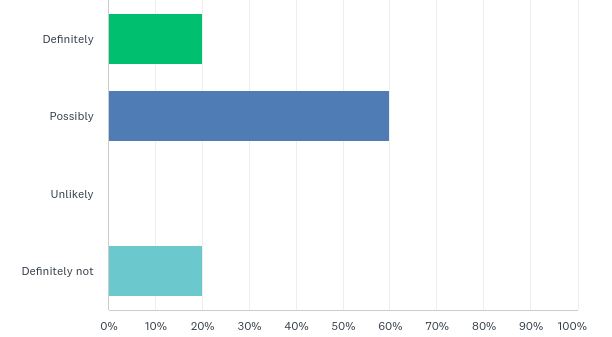 Definitely
Possibly
Unlikely
Definitely not
0% 10% 20% 30% 40% 50% 60% 70% 80% 90% 100%